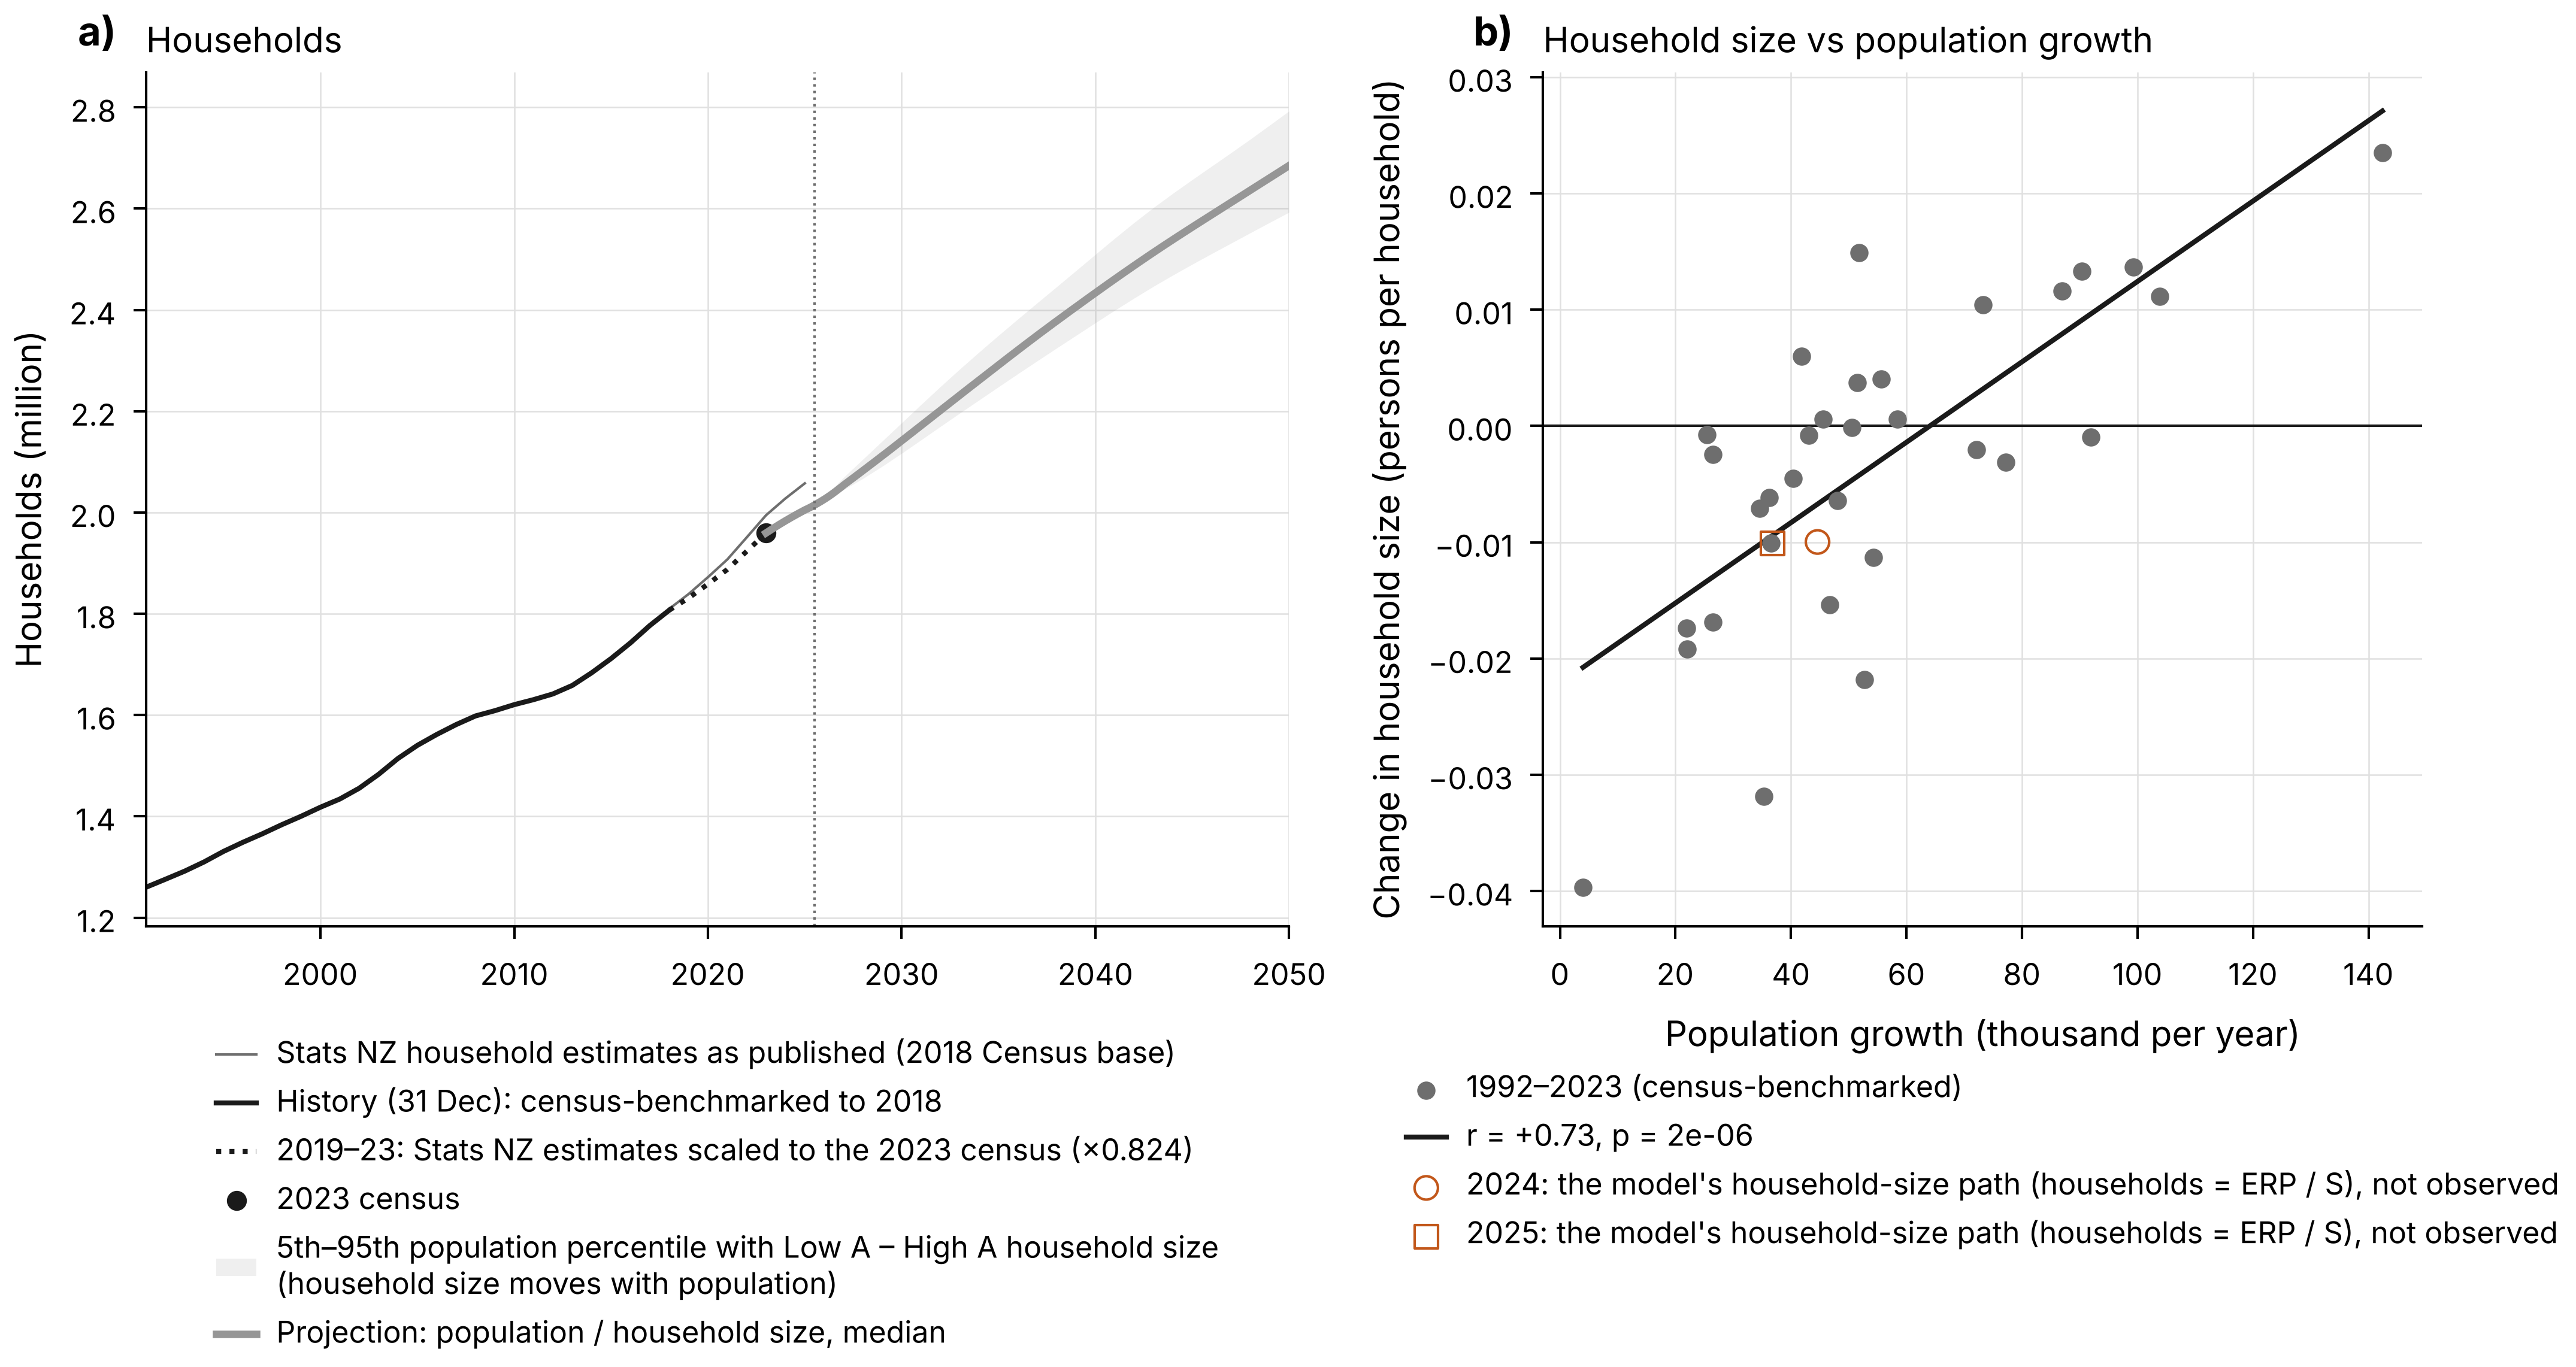 a) Households
Households (million)
2.8
2.6
2.4
2.2
2.0
1.8
1.6
1.4
1.2
2000 2010 2020 2030 2040 2050
Stats NZ household estimates as published (2018 Census base)
History (31 Dec): census-benchmarked to 2018
2019–23: Stats NZ estimates scaled to the 2023 census (×0.824)
2023 census
5th–95th population percentile with Low A – High A household size
(household size moves with population)
Projection: population / household size, median
b) Household size vs population growth
Change in household size (persons per household)
0.03
0.02
0.01
0.00
−0.01
−0.02
−0.03
−0.04
0 20 40 60 80 100 120 140
Population growth (thousand per year)
1992–2023 (census-benchmarked)
r = +0.73, p = 2e-06
2024: the model's household-size path (households = ERP / S), not observed
2025: the model's household-size path (households = ERP / S), not observed